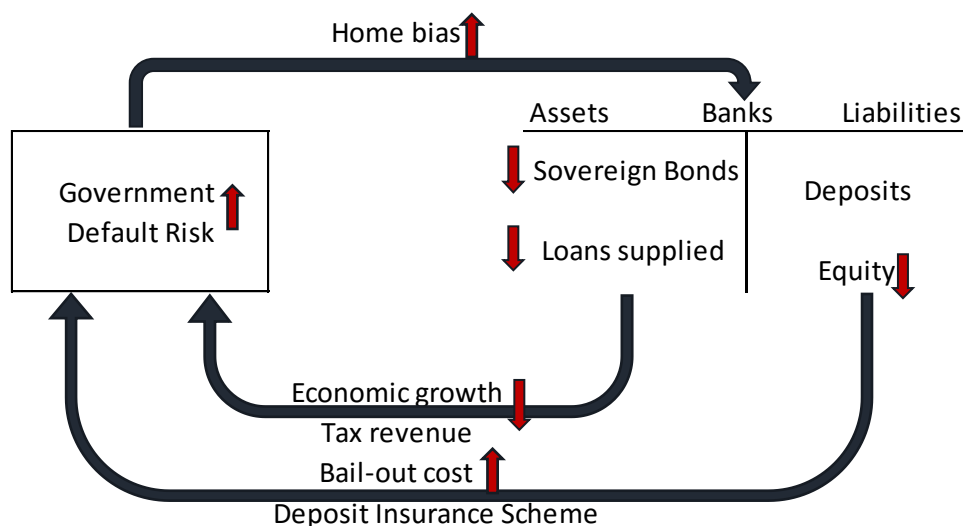 Home bias
Assets Banks Liabilities
Government
Default Risk
Sovereign Bonds
Loans supplied
Deposits
Equity
Economic growth
Tax revenue
Bail-out cost
Deposit Insurance Scheme